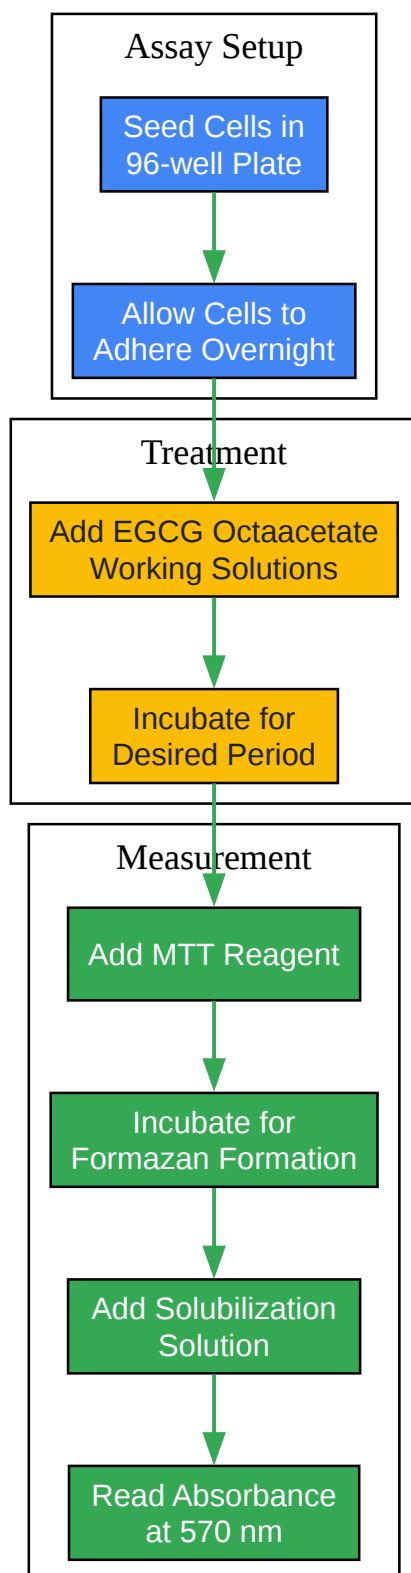 Assay Setup
Seed Cells in
96-well Plate
Allow Cells to
Adhere Overnight
Treatment
Add EGCG Octaacetate
Working Solutions
Incubate for
Desired Period
Measurement
Add MTT Reagent
Incubate for
Formazan Formation
Add Solubilization
Solution
Read Absorbance
at 570 nm